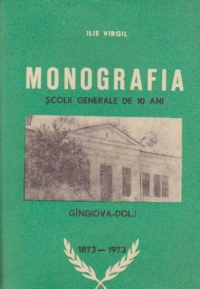 ILIE VIRGIL
MONOGRAFIA
ȘCOLII GENERALE DE 10 ANI
GÎNGIOVA-DOLJ
1873-1973